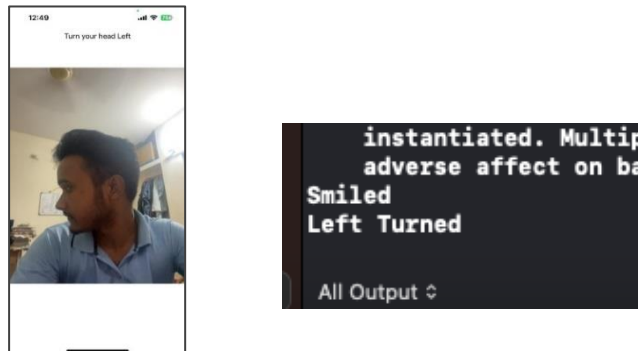 12:49
Turn your head Left
instantiated. Multip
adverse affect on ba
Smiled
Left Turned
All Output